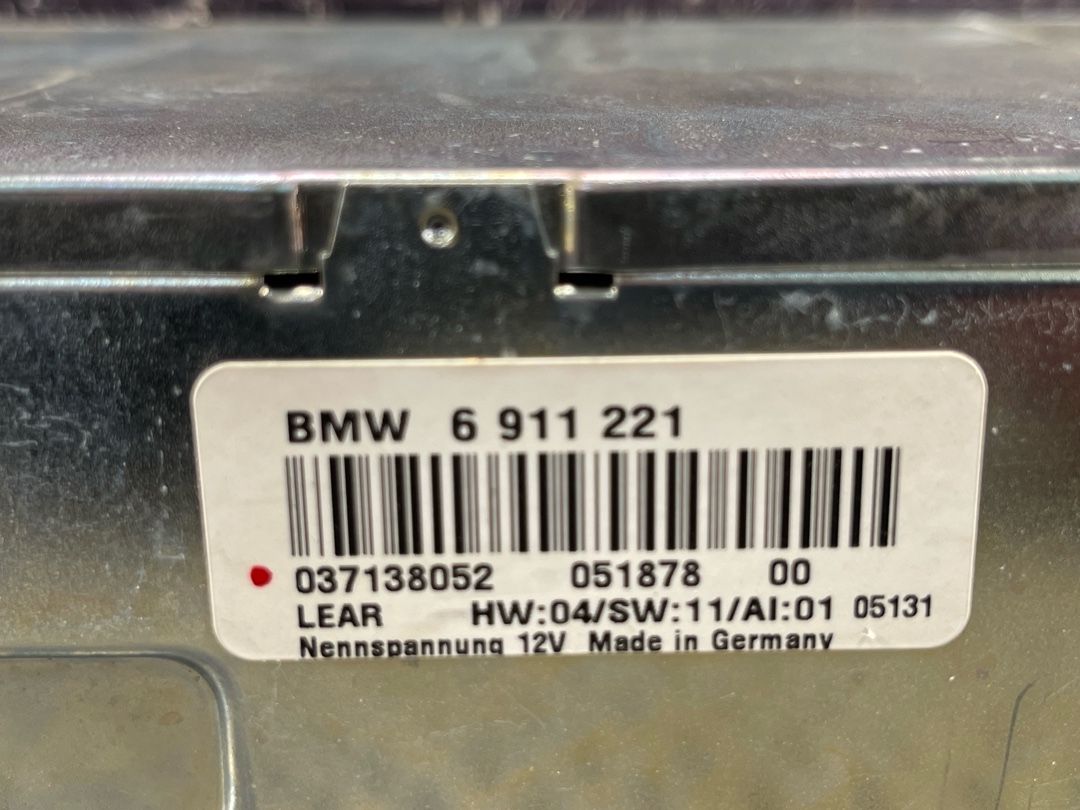 BMW 6 911 221
037138052 051878 00
LEAR HW:04/SW:11/AI:01 05131
Nennspannung 12V Made in Germany